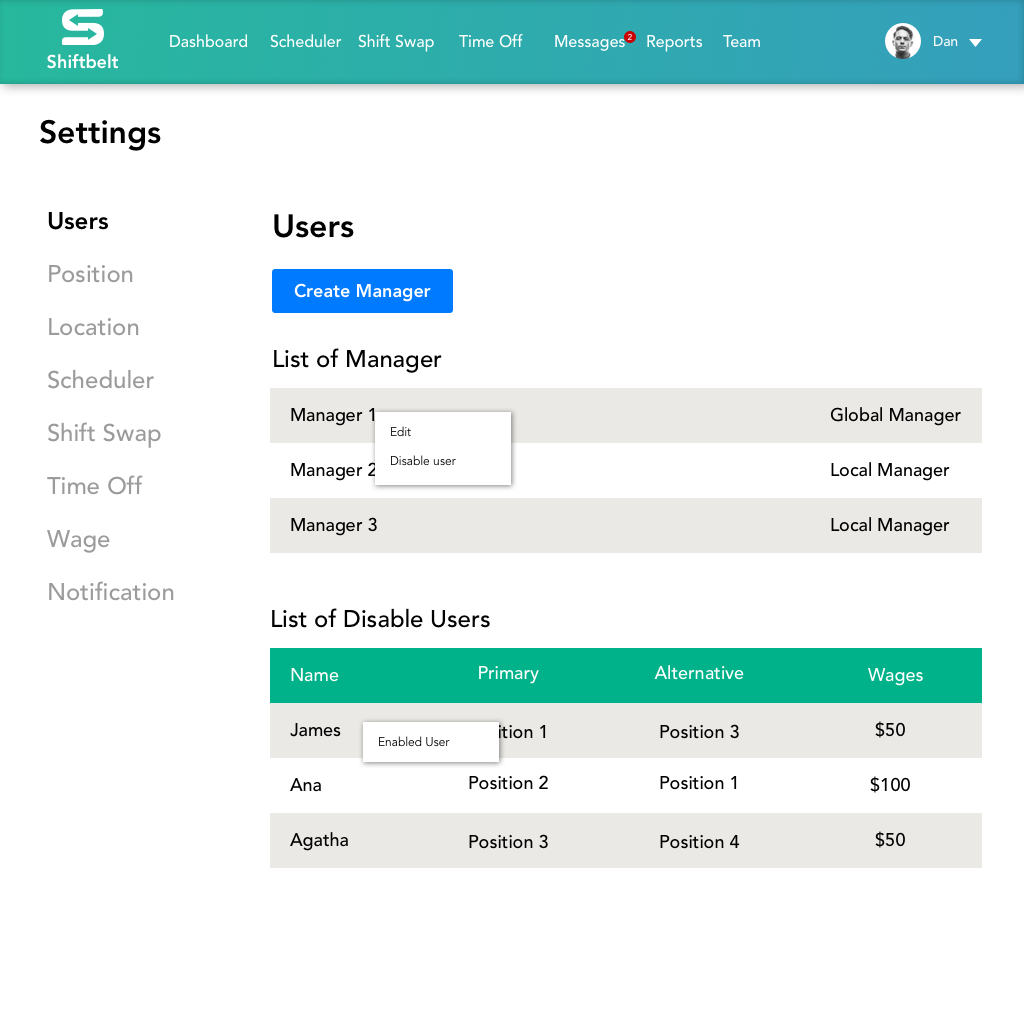 Shiftbelt
Dashboard Scheduler Shift Swap Time Off Messages 2 Reports Team Dan
Settings
Users
Position
Location
Scheduler
Shift Swap
Time Off
Wage
Notification
Users
Create Manager
List of Manager
Manager 1 Global Manager
Edit
Disable user
Manager 2 Local Manager
Manager 3 Local Manager
List of Disable Users
Name Primary Alternative Wages
James ition 1 Position 3 $50
Enabled User
Ana Position 2 Position 1 $100
Agatha Position 3 Position 4 $50